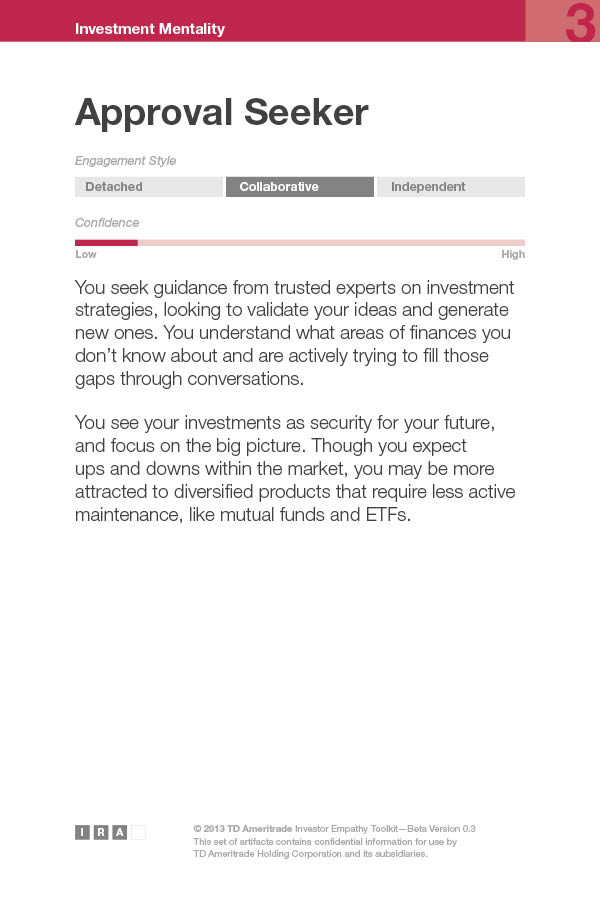 Investment Mentality
3
Approval Seeker
Engagement Style
Detached
Collaborative
Independent
Confidence
Low
High
You seek guidance from trusted experts on investment
strategies, looking to validate your ideas and generate
new ones. You understand what areas of finances you
don’t know about and are actively trying to fill those
gaps through conversations.
You see your investments as security for your future,
and focus on the big picture. Though you expect
ups and downs within the market, you may be more
attracted to diversified products that require less active
maintenance, like mutual funds and ETFs.
I R A
© 2013 TD Ameritrade Investor Empathy Toolkit—Beta Version 0.3
This set of artifacts contains confidential information for use by
TD Ameritrade Holding Corporation and its subsidiaries.